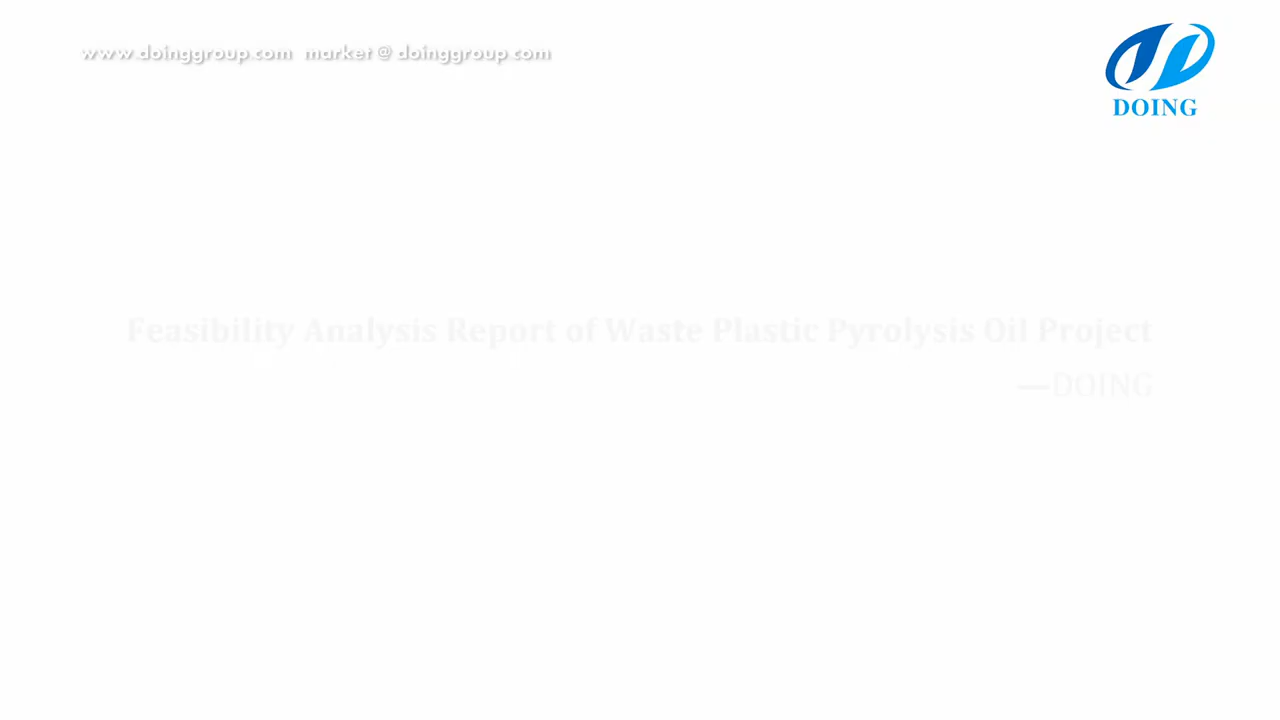 www.doinggroup.com market @ doinggroup.com
DOING
Feasibility Analysis Report of Waste Plastic Pyrolysis Oil Project
—DOING